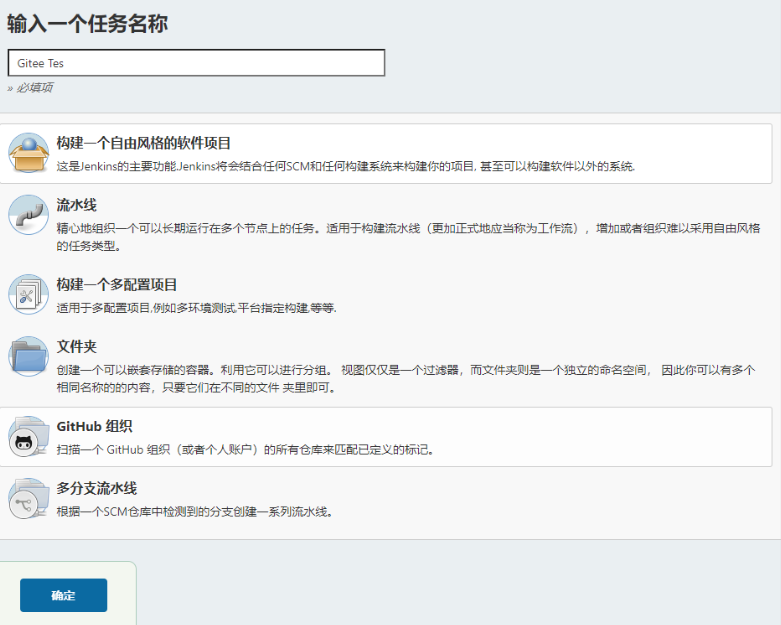 输入一个任务名称
Gitee Tes
» 必填项
构建一个自由风格的软件项目
这是Jenkins的主要功能.Jenkins将会结合任何SCM和任何构建系统来构建你的项目, 甚至可以构建软件以外的系统.
流水线
精心地组织一个可以长期运行在多个节点上的任务。适用于构建流水线（更加正式地应当称为工作流），增加或者组织难以采用自由风格
的任务类型。
构建一个多配置项目
适用于多配置项目,例如多环境测试,平台指定构建,等等.
文件夹
创建一个可以嵌套存储的容器。利用它可以进行分组。 视图仅仅是一个过滤器，而文件夹则是一个独立的命名空间， 因此你可以有多个
相同名称的的内容，只要它们在不同的文件 夹里即可。
GitHub 组织
扫描一个 GitHub 组织（或者个人账户）的所有仓库来匹配已定义的标记。
多分支流水线
根据一个SCM仓库中检测到的分支创建一系列流水线。
确定